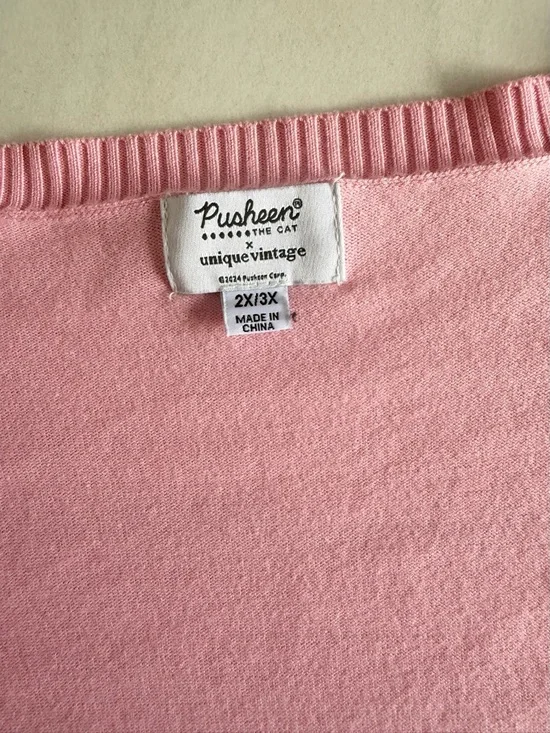 Pusheen®
THE CAT
x
unique vintage
©2024 Pusheen Corp.
2X/3X
MADE IN
CHINA